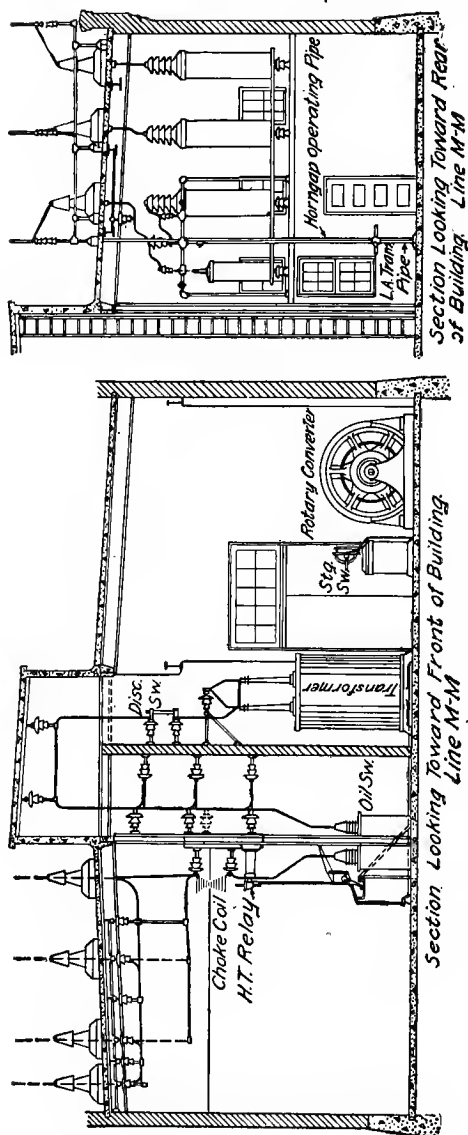 Horngap operating Pipe
L.A. Tram.
Pipe
Section Looking Toward Rear
of Building. Line M-M
Disc.
Sw.
Choke Coil
H.T. Relay
Oil Sw.
Transformer
Stg.
Sw.
Rotary Converter
Section Looking Toward Front of Building.
Line M-M